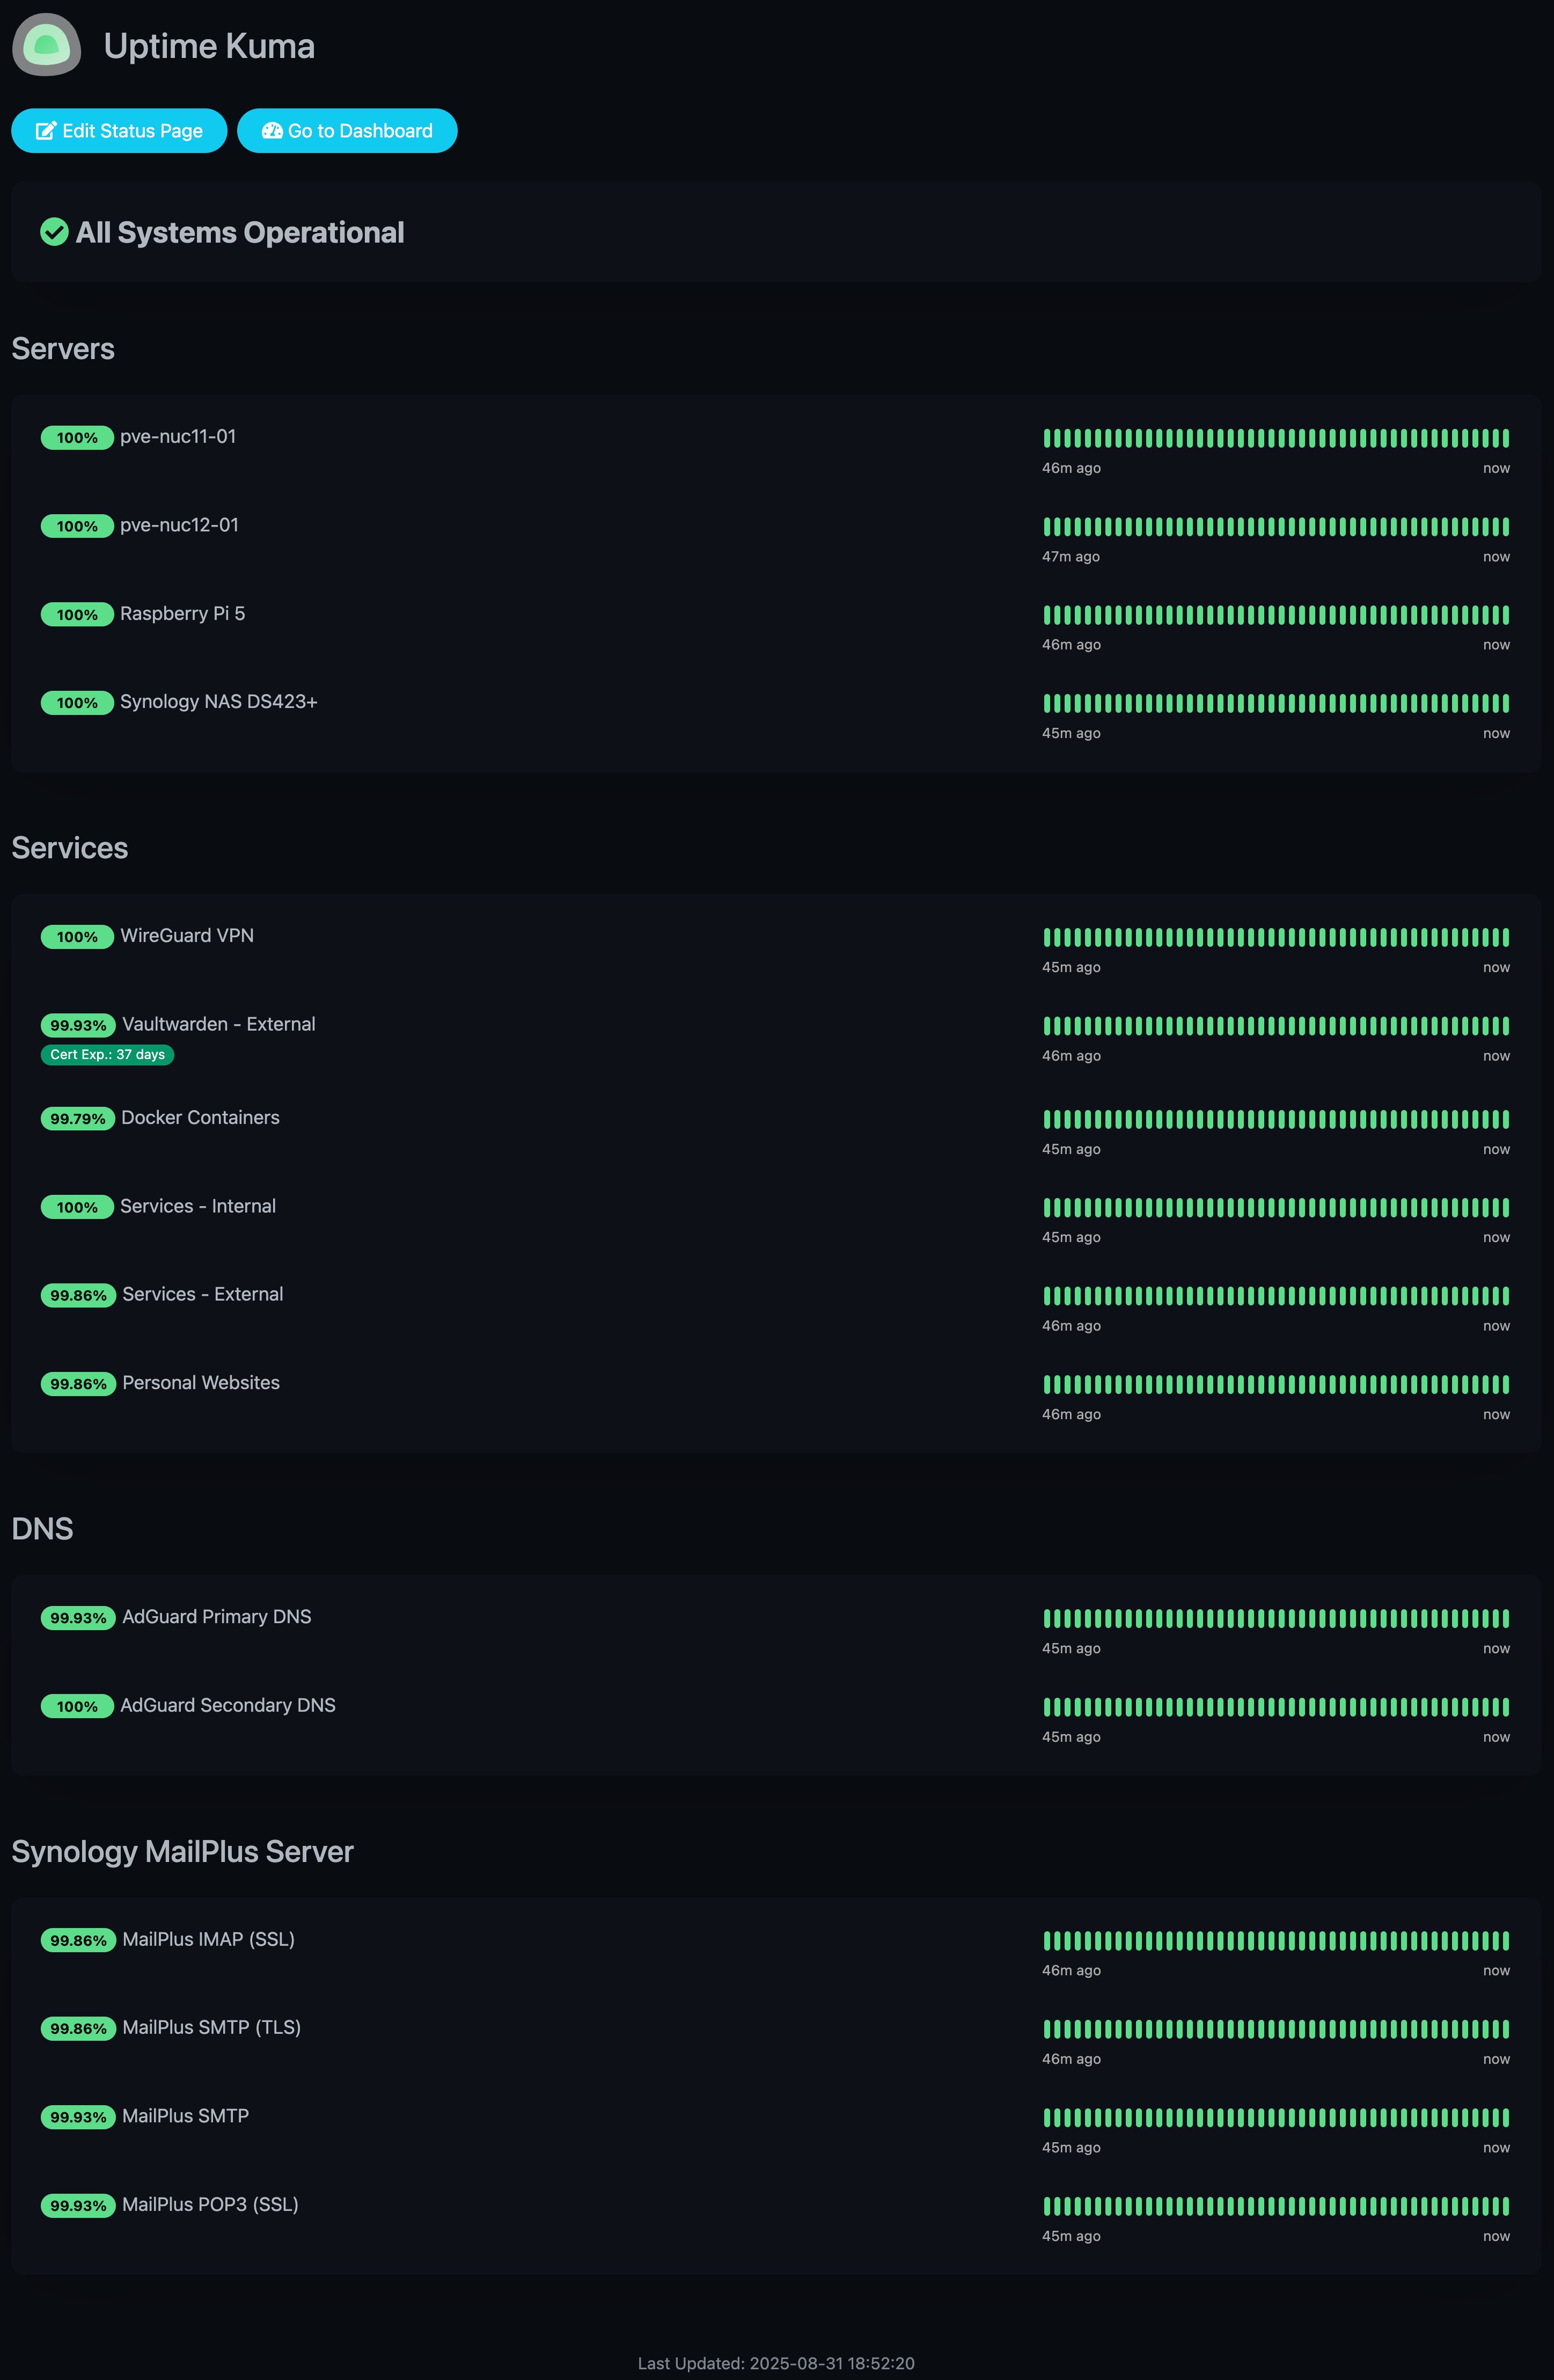 Uptime Kuma
Edit Status Page Go to Dashboard
All Systems Operational
Servers
100% pve-nuc11-01
46m ago now
100% pve-nuc12-01
47m ago now
100% Raspberry Pi 5
46m ago now
100% Synology NAS DS423+
45m ago now
Services
100% WireGuard VPN
45m ago now
99.93% Vaultwarden - External
Cert Exp.: 37 days
46m ago now
99.79% Docker Containers
45m ago now
100% Services - Internal
45m ago now
99.86% Services - External
46m ago now
99.86% Personal Websites
46m ago now
DNS
99.93% AdGuard Primary DNS
45m ago now
100% AdGuard Secondary DNS
45m ago now
Synology MailPlus Server
99.86% MailPlus IMAP (SSL)
46m ago now
99.86% MailPlus SMTP (TLS)
46m ago now
99.93% MailPlus SMTP
45m ago now
99.93% MailPlus POP3 (SSL)
45m ago now
Last Updated: 2025-08-31 18:52:20